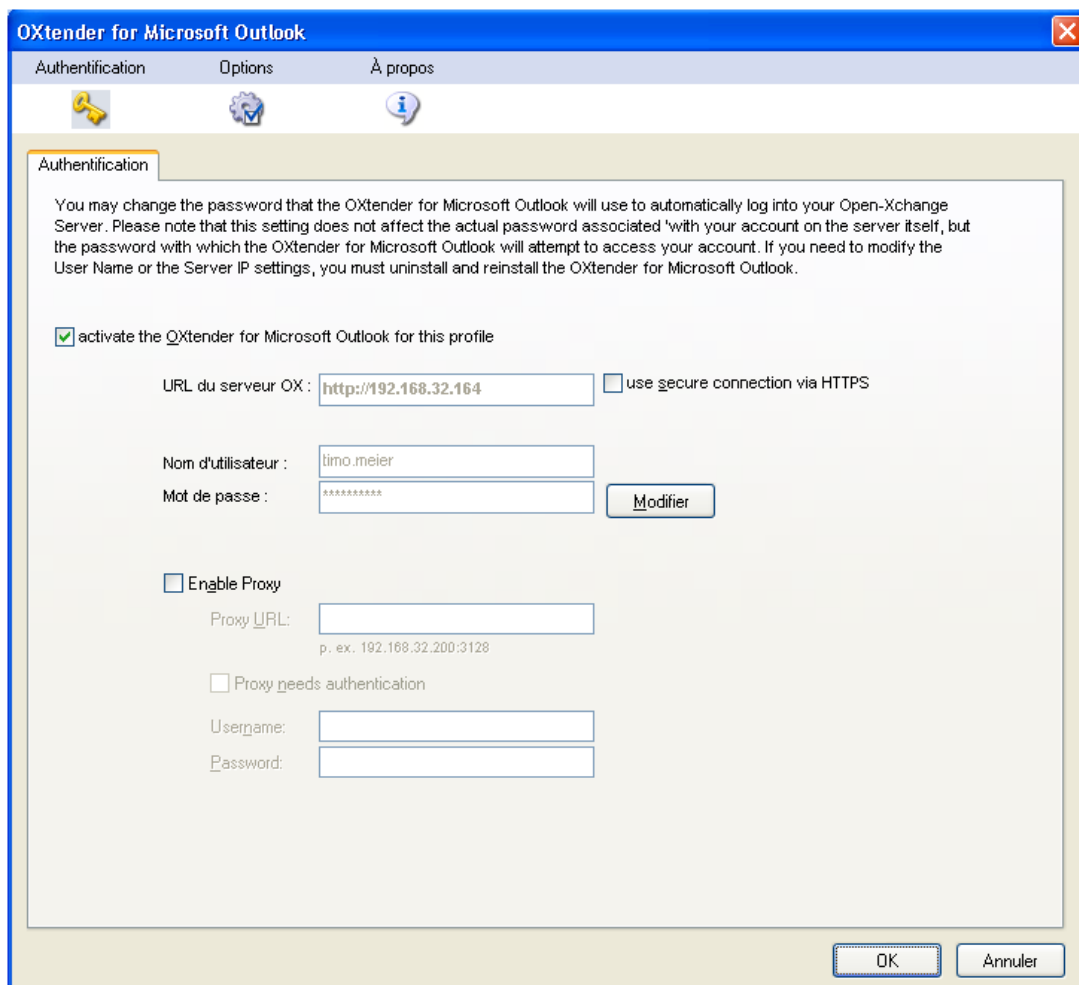 OXtender for Microsoft Outlook
Authentification Options À propos
Authentification
You may change the password that the OXtender for Microsoft Outlook will use to automatically log into your Open-Xchange
Server. Please note that this setting does not affect the actual password associated 'with your account on the server itself, but
the password with which the OXtender for Microsoft Outlook will attempt to access your account. If you need to modify the
User Name or the Server IP settings, you must uninstall and reinstall the OXtender for Microsoft Outlook.
activate the OXtender for Microsoft Outlook for this profile
URL du serveur OX : http://192.168.32.164 use secure connection via HTTPS
Nom d'utilisateur : timo.meier
Mot de passe : ********** Modifier
Enable Proxy
Proxy URL:
p. ex. 192.168.32.200:3128
Proxy needs authentication
Username:
Password:
OK Annuler